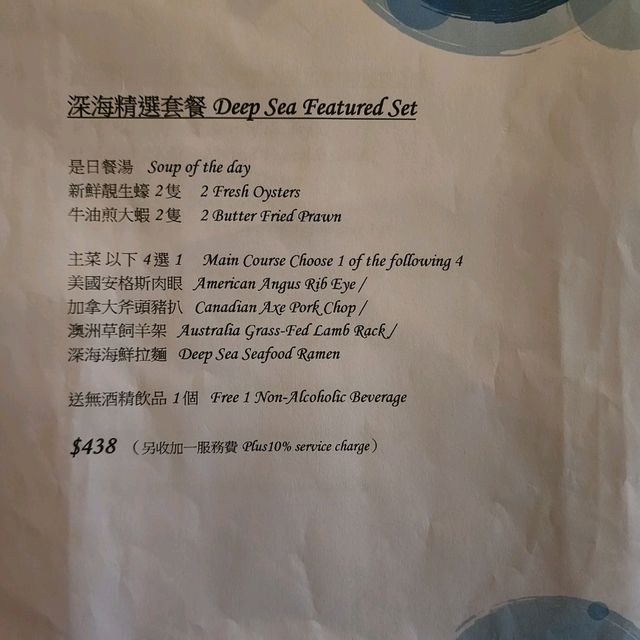 深海精選套餐 Deep Sea Featured Set
是日餐湯 Soup of the day
新鮮靚生蠔 2隻 2 Fresh Oysters
牛油煎大蝦 2隻 2 Butter Fried Prawn
主菜 以下 4選 1 Main Course Choose 1 of the following 4
美國安格斯肉眼 American Angus Rib Eye /
加拿大斧頭豬扒 Canadian Axe Pork Chop /
澳洲草飼羊架 Australia Grass-Fed Lamb Rack /
深海海鮮拉麵 Deep Sea Seafood Ramen
送無酒精飲品 1個 Free 1 Non-Alcoholic Beverage
$438 （另收加一服務費 Plus10% service charge）